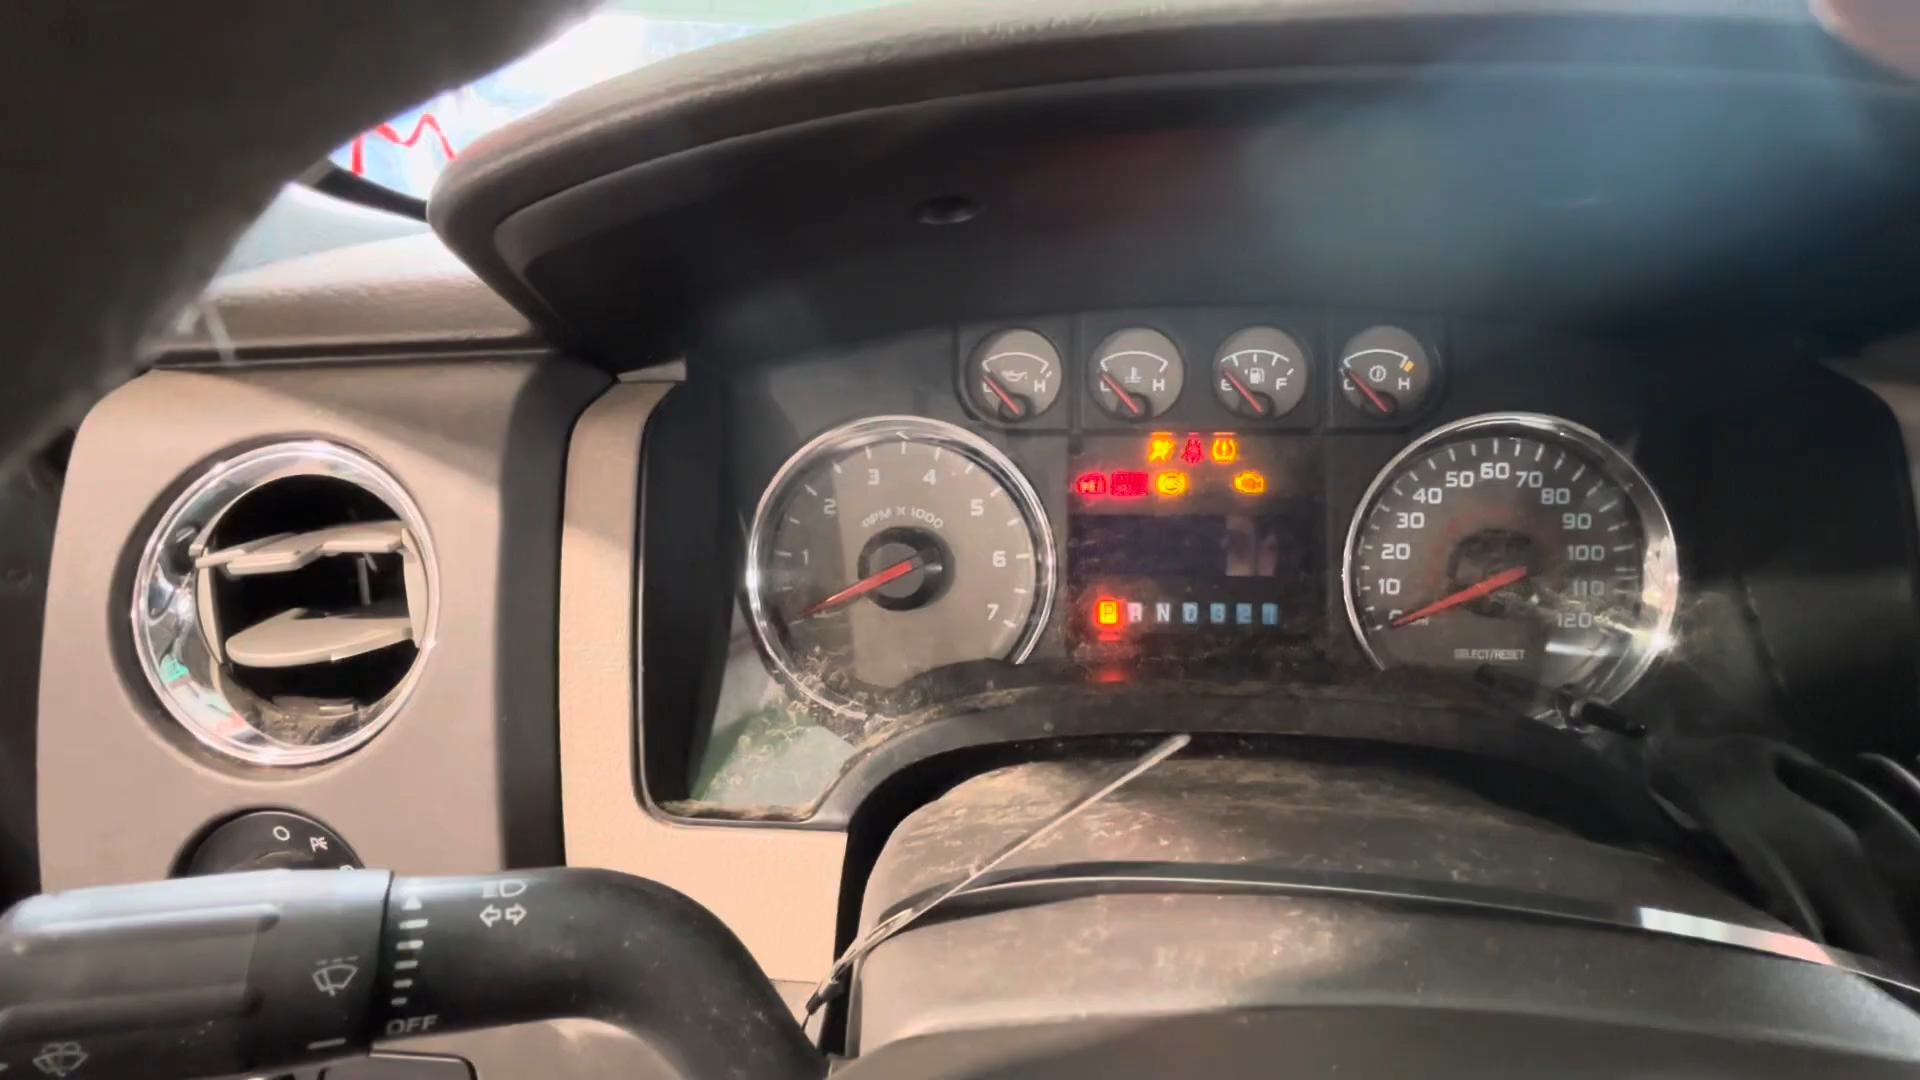 H
H
E F
C H
1 2 3 4 5 6 7
RPM X 1000
0 10 20 30 40 50 60 70 80 90 100 110 120
P R N D 3 2 1
SELECT/RESET
OFF